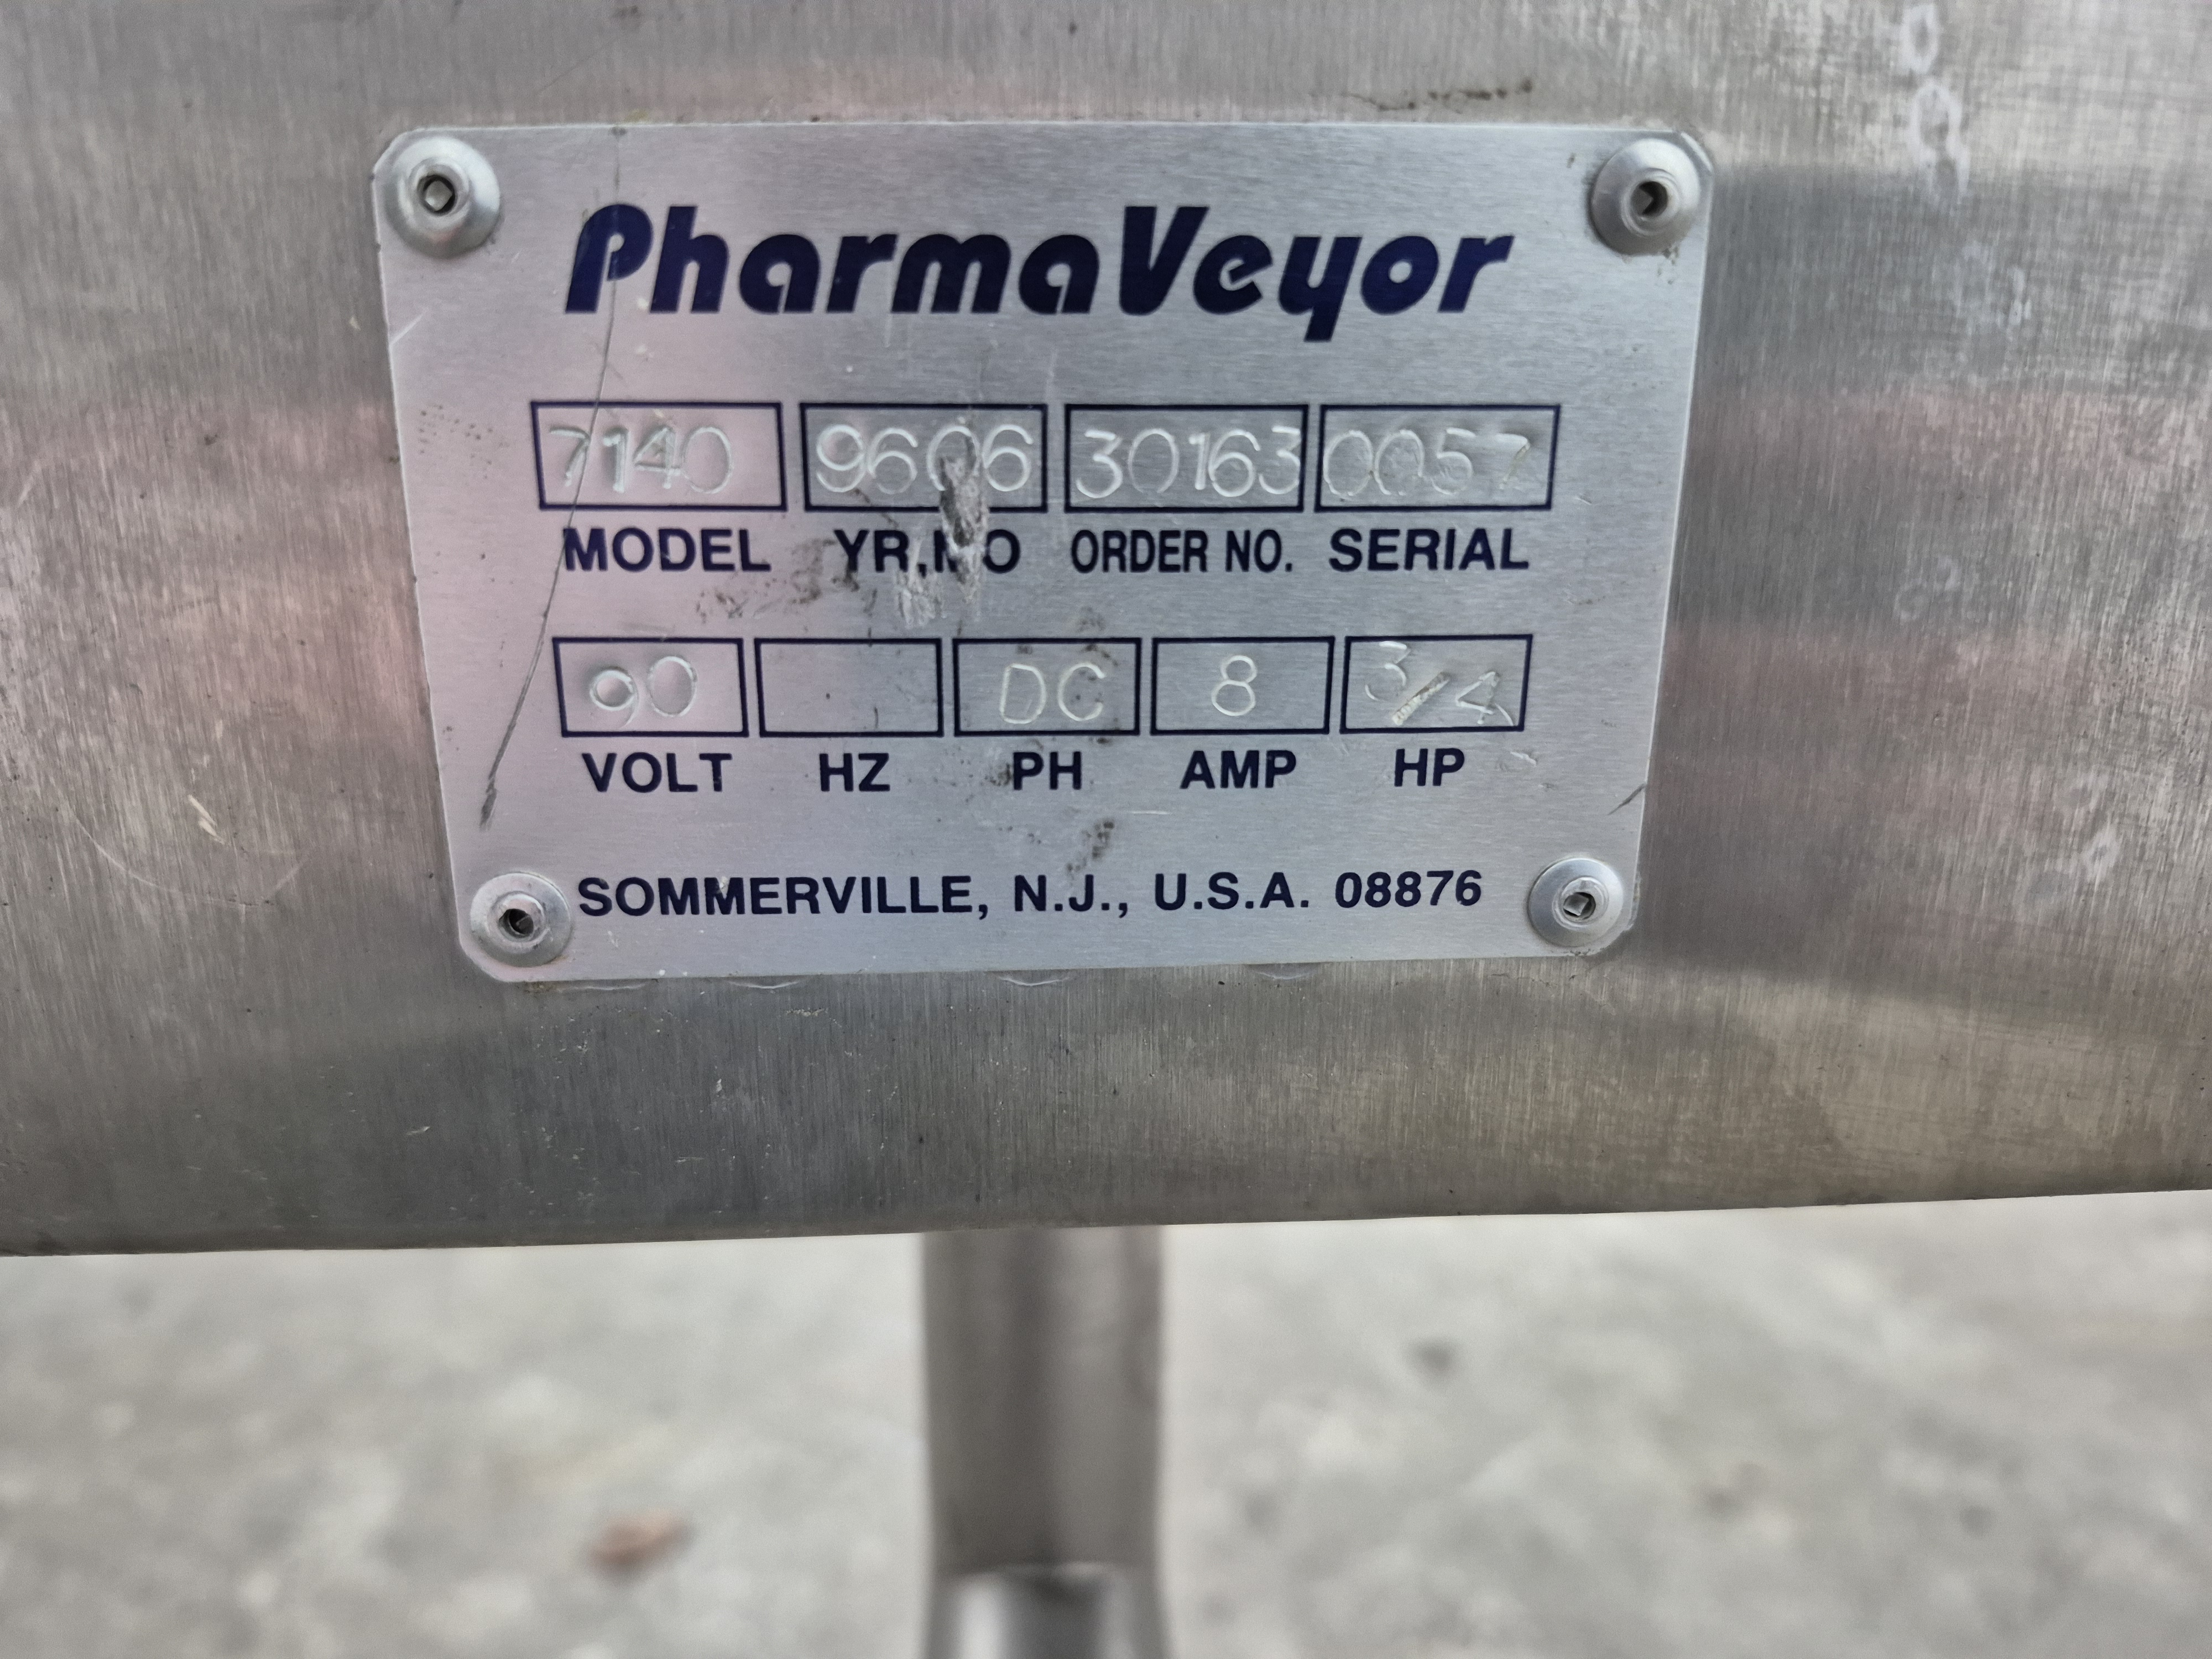 PharmaVeyor
7140 9606 30163 0057
MODEL YR,MO ORDER NO. SERIAL
90 DC 8 3/4
VOLT HZ PH AMP HP
SOMMERVILLE, N.J., U.S.A. 08876